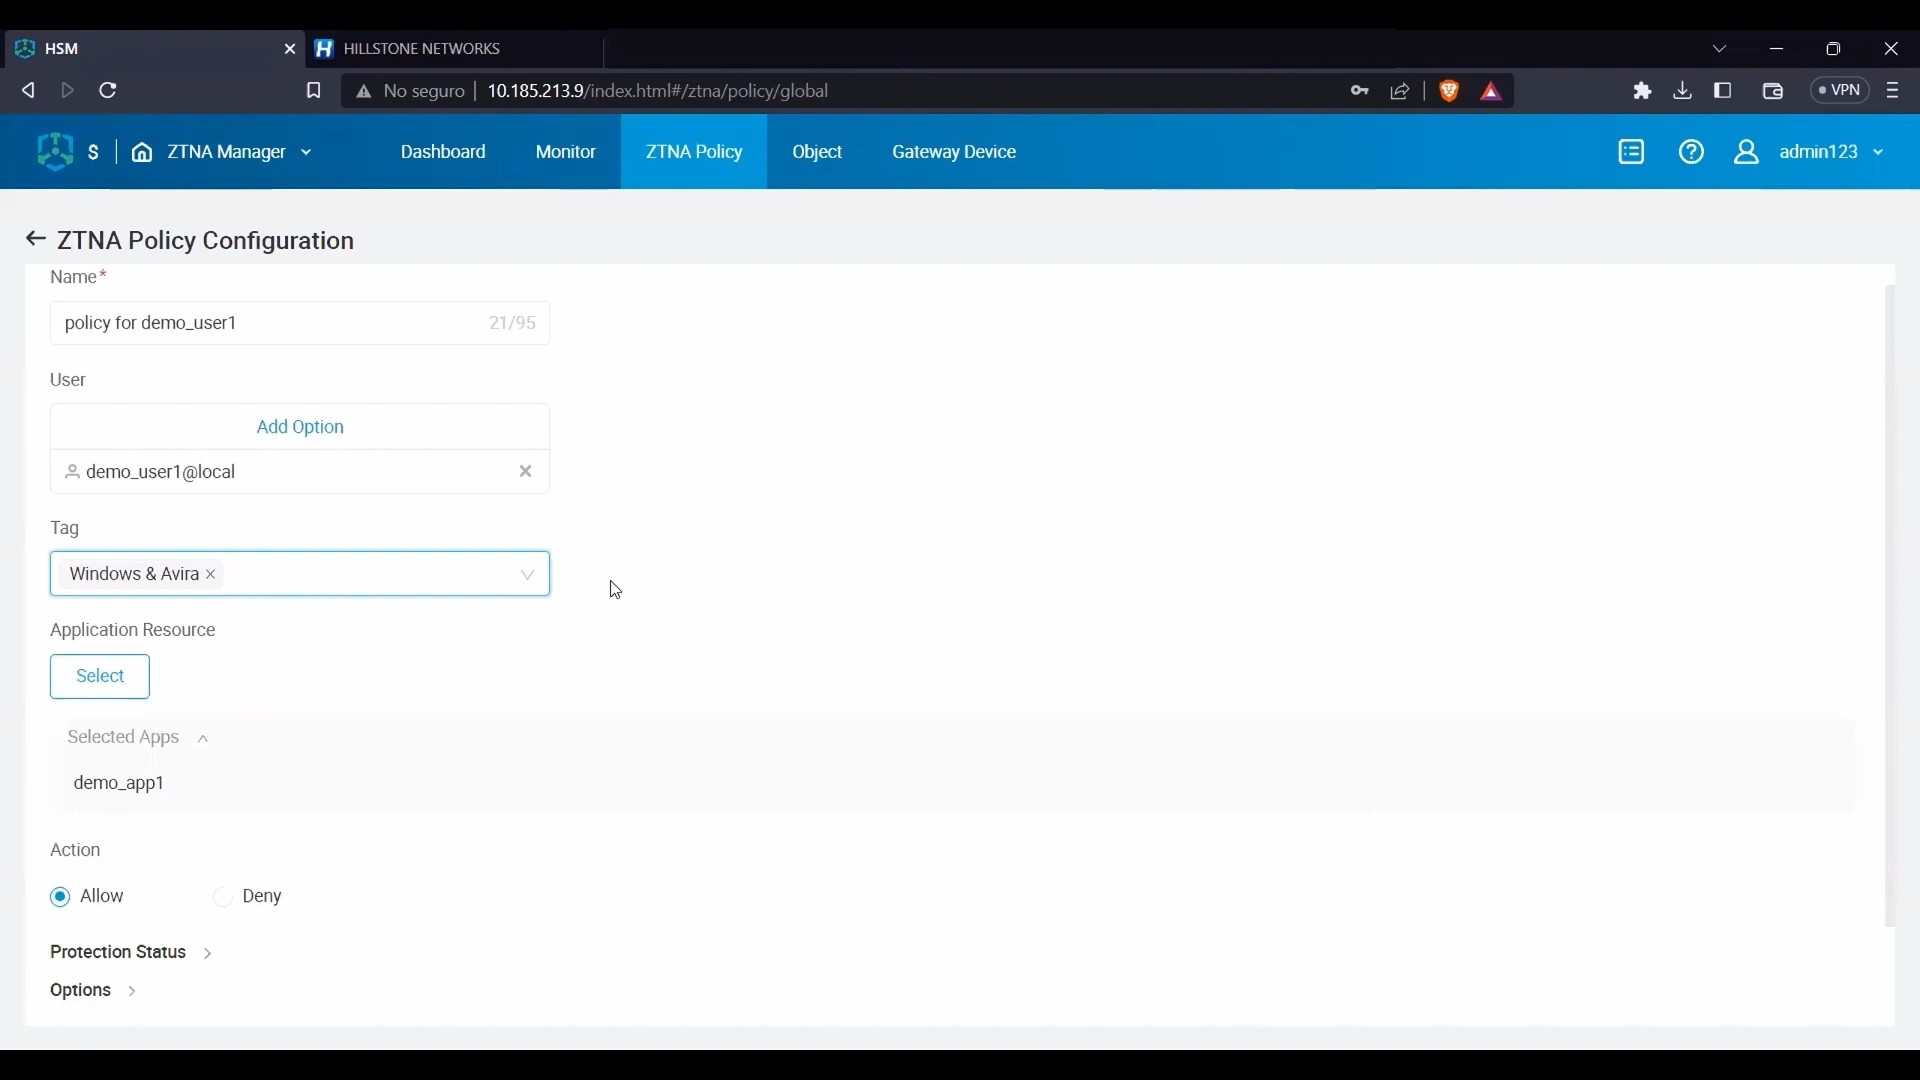 HSM
HILLSTONE NETWORKS
No seguro 10.185.213.9/index.html#/ztna/policy/global
VPN
$ ZTNA Manager Dashboard Monitor ZTNA Policy Object Gateway Device admin123
ZTNA Policy Configuration
Name*
policy for demo_user1 21/95
User
Add Option
demo_user1@local
Tag
Windows & Avira
Application Resource
Select
Selected Apps
demo_app1
Action
Allow Deny
Protection Status
Options